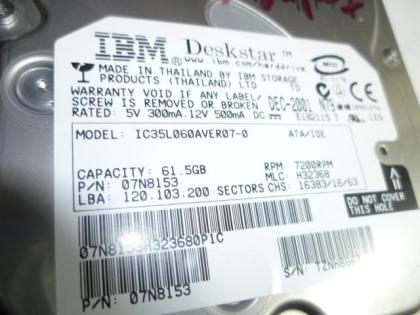 IBM Deskstar™
www.ibm.com/harddrive
MADE IN THAILAND BY IBM STORAGE
PRODUCTS (THAILAND) LTD
WARRANTY VOID IF ANY LABEL/
SCREW IS REMOVED OR BROKEN DEC-2001
RATED: 5V 300mA.12V 500mA DC E182115 T
MODEL: IC35L060AVER07-0 ATA/IDE
CAPACITY: 61.5GB RPM: 7200RPM
P/N: 07N8153 MLC: H32368
LBA: 120.103.200 SECTORS CHS: 16383/16/63
DO NOT COVER
THIS HOLE
S/N:
P/N: 07N8153